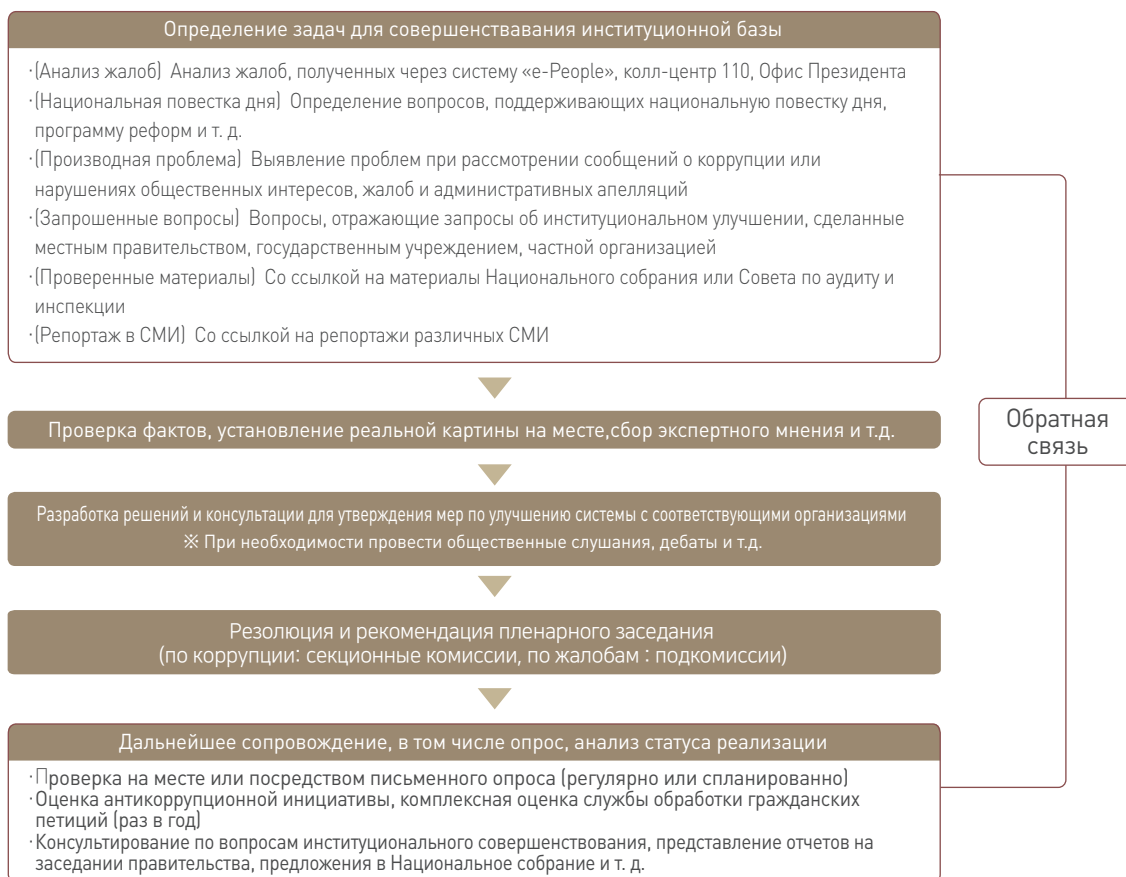 Определение задач для совершенствавания институционной базы
·(Анализ жалоб) Анализ жалоб, полученных через систему «e-People», колл-центр 110, Офис Президента
·(Национальная повестка дня) Определение вопросов, поддерживающих национальную повестку дня,
программу реформ и т. д.
·(Производная проблема) Выявление проблем при рассмотрении сообщений о коррупции или
нарушениях общественных интересов, жалоб и административных апелляций
·(Запрошенные вопросы) Вопросы, отражающие запросы об институциональном улучшении, сделанные
местным правительством, государственным учреждением, частной организацией
·(Проверенные материалы) Со ссылкой на материалы Национального собрания или Совета по аудиту и
инспекции
·(Репортаж в СМИ) Со ссылкой на репортажи различных СМИ
Проверка фактов, установление реальной картины на месте,сбор экспертного мнения и т.д.
Обратная
связь
Разработка решений и консультации для утверждения мер по улучшению системы с соответствующими организациями
※ При необходимости провести общественные слушания, дебаты и т.д.
Резолюция и рекомендация пленарного заседания
(по коррупции: секционные комиссии, по жалобам : подкомиссии)
Дальнейшее сопровождение, в том числе опрос, анализ статуса реализации
·Проверка на месте или посредством письменного опроса (регулярно или спланированно)
·Оценка антикоррупционной инициативы, комплексная оценка службы обработки гражданских
петиций (раз в год)
·Консультирование по вопросам институционального совершенствования, представление отчетов на
заседании правительства, предложения в Национальное собрание и т. д.